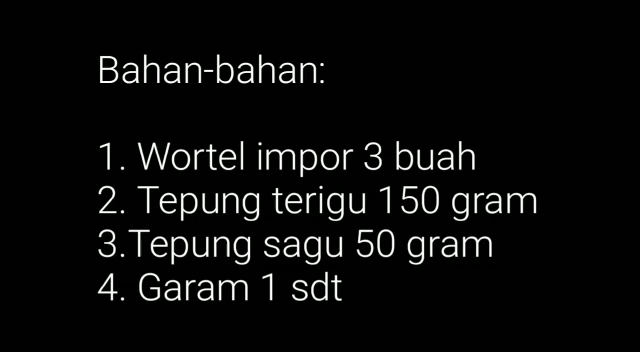 Bahan-bahan:
1. Wortel impor 3 buah
2. Tepung terigu 150 gram
3.Tepung sagu 50 gram
4. Garam 1 sdt